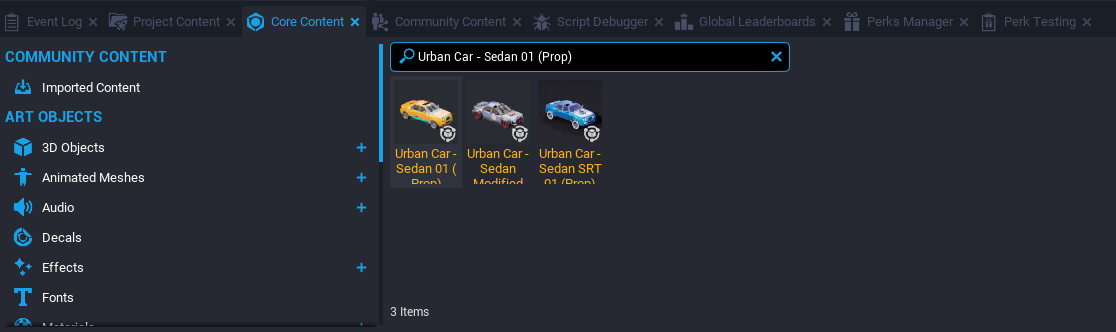 Event Log
Project Content
Core Content
Community Content
Script Debugger
Global Leaderboards
Perks Manager
Perk Testing
COMMUNITY CONTENT
Imported Content
ART OBJECTS
3D Objects
Animated Meshes
Audio
Decals
Effects
Fonts
Materials
Urban Car - Sedan 01 (Prop)
Urban Car -
Sedan 01 (
Prop)
Urban Car -
Sedan
Modified
Urban Car -
Sedan SRT
01 (Prop)
3 Items